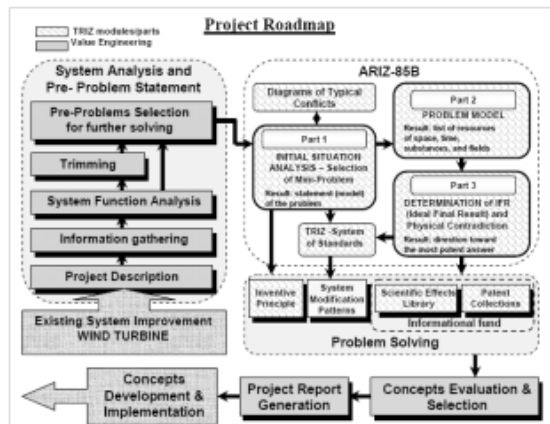 Project Roadmap
TRIZ modules/parts
Value Engineering
System Analysis and
Pre- Problem Statement
Pre-Problems Selection
for further solving
Trimming
System Function Analysis
Information gathering
Project Description
Existing System Improvement
WIND TURBINE
ARIZ-85B
Diagrams of Typical
Conflicts
Part 1
INITIAL SITUATION
ANALYSIS – Selection
of Mini-Problem
Result: statement (model)
of the problem
Part 2
PROBLEM MODEL
Result: list of resources
of space, time,
substances, and fields
Part 3
DETERMINATION of IFR
(Ideal Final Result) and
Physical Contradiction
Result: direction toward
the most potent answer
TRIZ -System
of Standards
Inventive
Principle
System
Modification
Patterns
Scientific Effects
Library
Patent
Collections
Informational fund
Problem Solving
Concepts
Development &
Implementation
Project Report
Generation
Concepts Evaluation &
Selection